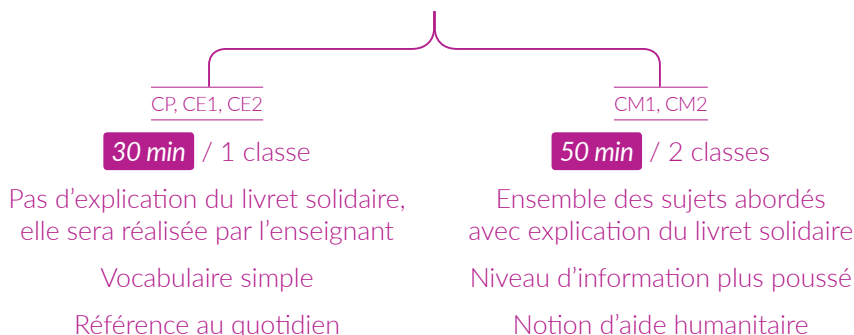 CP, CE1, CE2
30 min / 1 classe
Pas d'explication du livret solidaire,
elle sera réalisée par l'enseignant
Vocabulaire simple
Référence au quotidien
CM1, CM2
50 min / 2 classes
Ensemble des sujets abordés
avec explication du livret solidaire
Niveau d'information plus poussé
Notion d'aide humanitaire